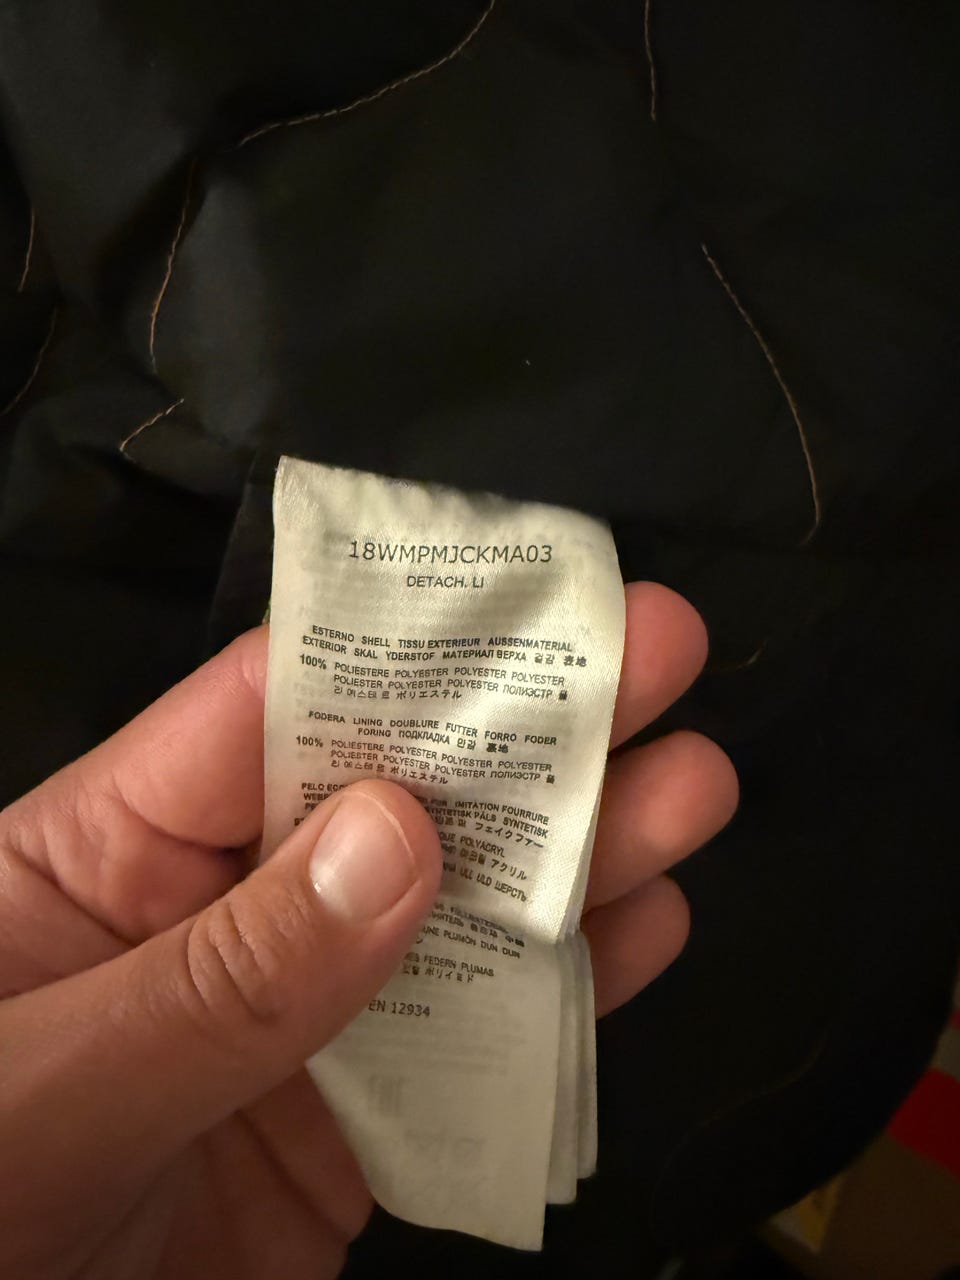 18WMPMJCKMA03
DETACH. LI
ESTERNO SHELL TISSU EXTERIEUR AUSSENMATERIAL
EXTERIOR SKAL YDERSTOF МАТЕРИАЛ ВЕРХА 겉감 表地
100% POLIESTERE POLYESTER POLYESTER POLYESTER
POLIESTER POLYESTER POLYESTER ПОЛИЭСТР 폴
리에스테르 ポリエステル
FODERA LINING DOUBLURE FUTTER FORRO FODER
FORING ПОДКЛАДКА 안감 裏地
100% POLIESTERE POLYESTER POLYESTER POLYESTER
POLIESTER POLYESTER POLYESTER ПОЛИЭСТР 폴
리에스테르 ポリエステル
PELO IMITATION FOURRURE
PÄLS SYNTETISK
フェイクファー
POLYACRYL
アクリル
ULL ULD ШЕРСТЬ
PLUMÓN DUN DUN
FEDERN PLUMAS
EN 12934